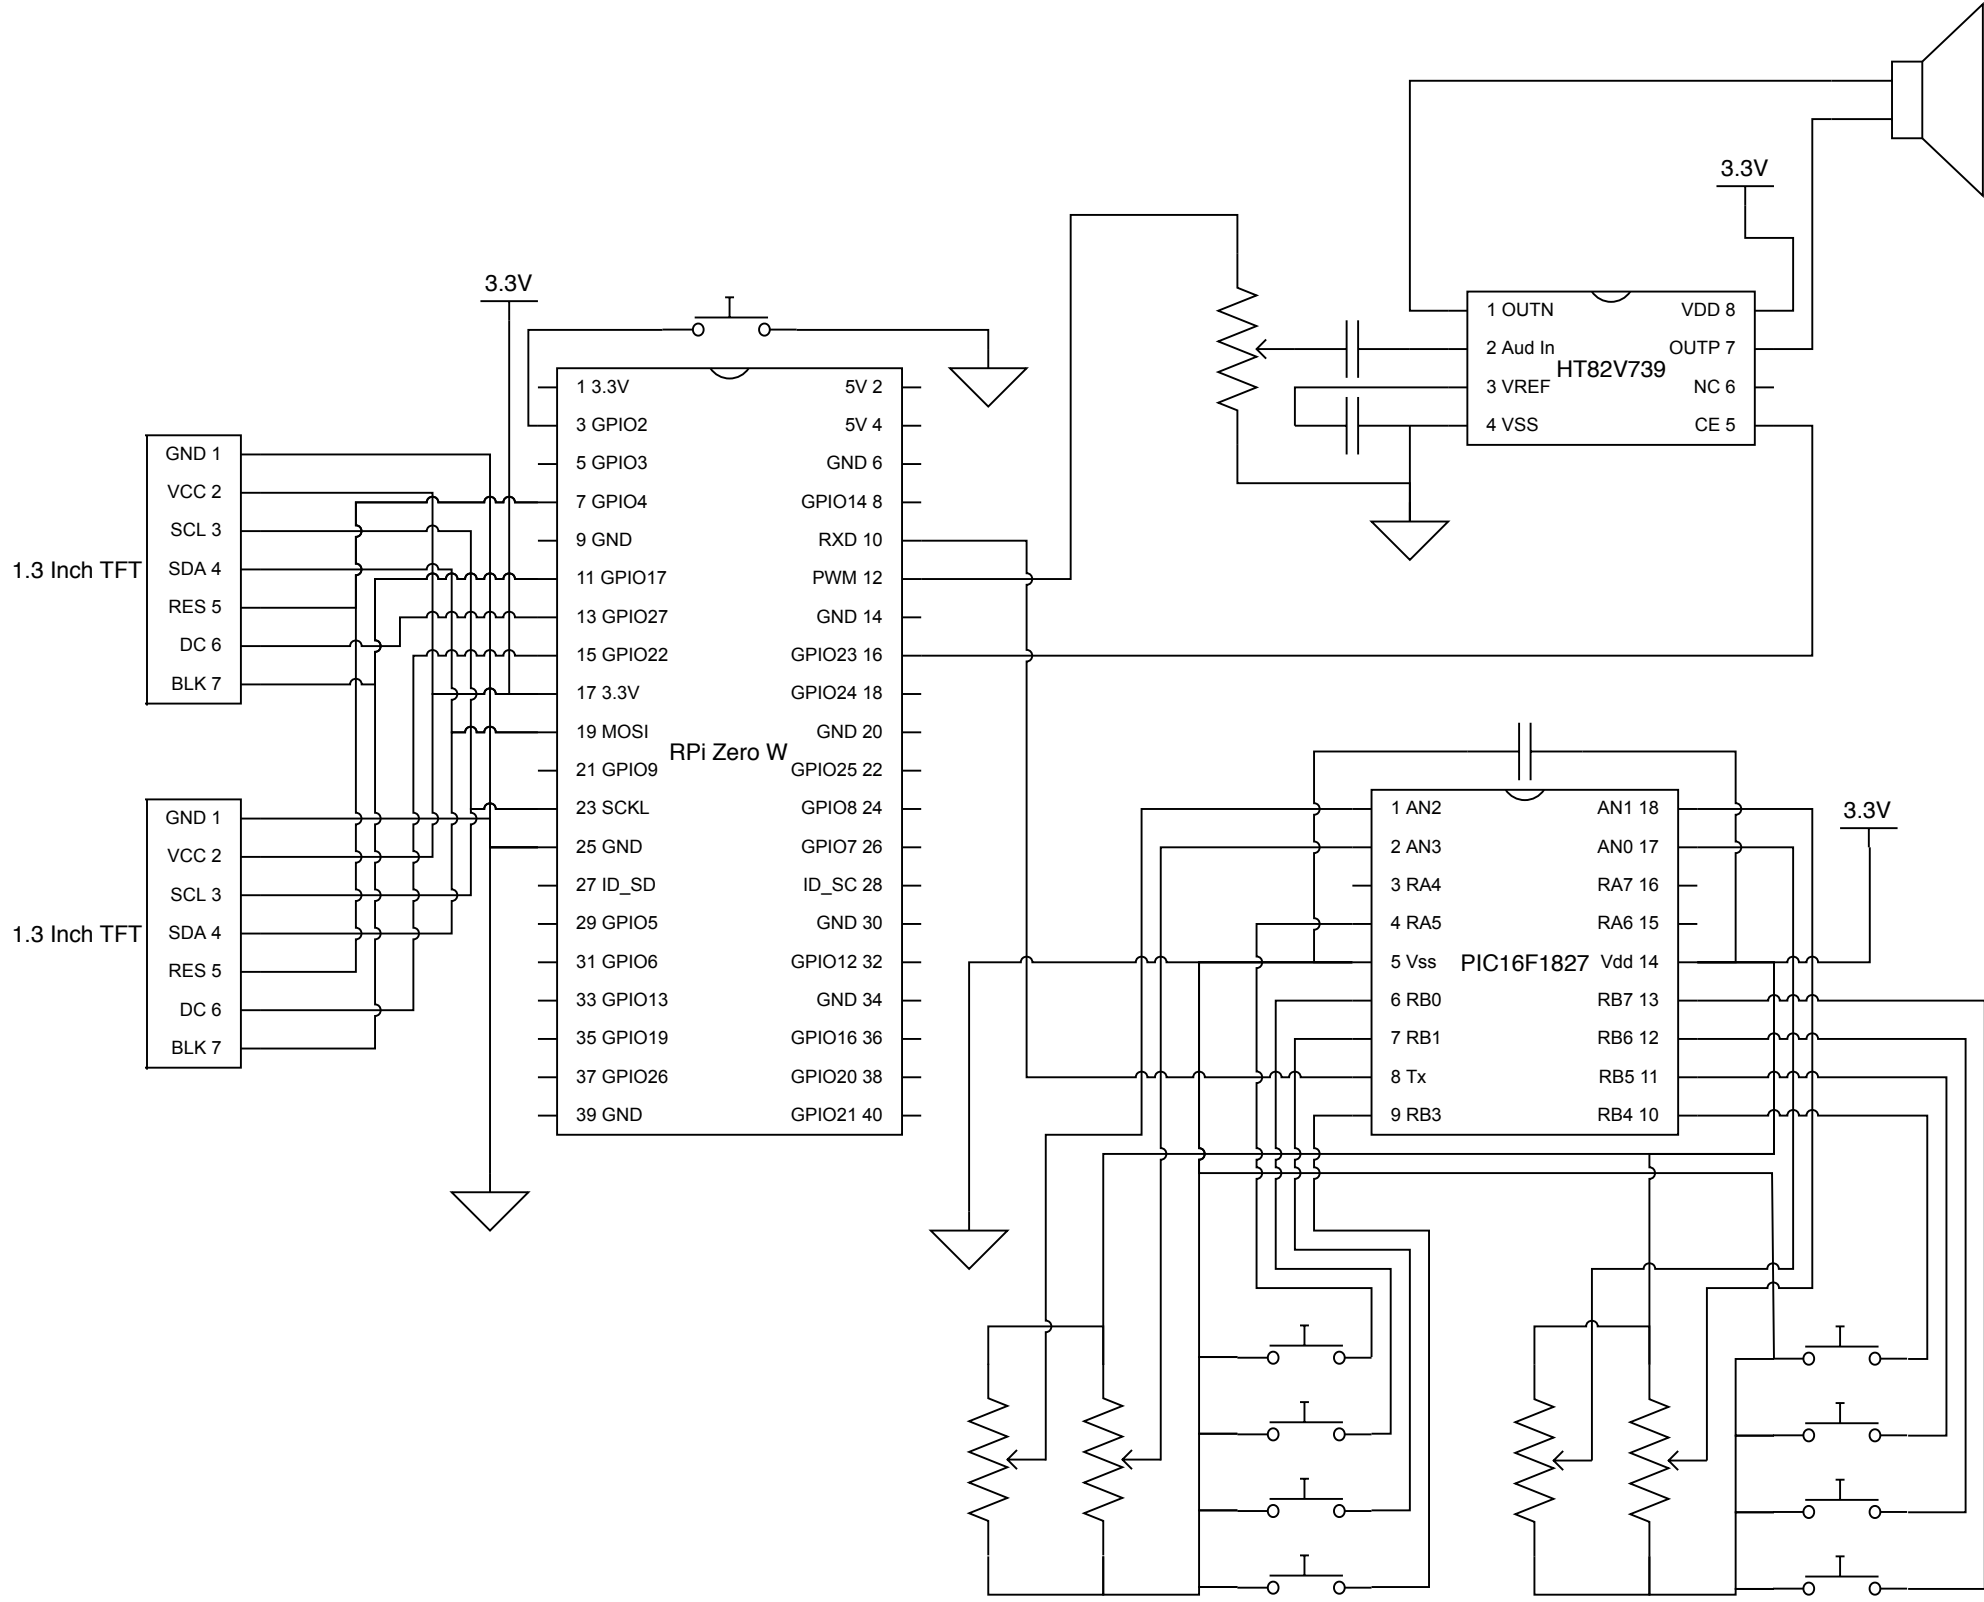 3.3V
1 OUTN
VDD 8
2 Aud In
OUTP 7
HT82V739
3 VREF
NC 6
4 VSS
CE 5
3.3V
1 3.3V
5V 2
3 GPIO2
5V 4
5 GPIO3
GND 6
7 GPIO4
GPIO14 8
9 GND
RXD 10
11 GPIO17
PWM 12
13 GPIO27
GND 14
15 GPIO22
GPIO23 16
17 3.3V
GPIO24 18
19 MOSI
GND 20
RPi Zero W
21 GPIO9
GPIO25 22
23 SCKL
GPIO8 24
25 GND
GPIO7 26
27 ID_SD
ID_SC 28
29 GPIO5
GND 30
31 GPIO6
GPIO12 32
33 GPIO13
GND 34
35 GPIO19
GPIO16 36
37 GPIO26
GPIO20 38
39 GND
GPIO21 40
GND 1
VCC 2
SCL 3
1.3 Inch TFT
SDA 4
RES 5
DC 6
BLK 7
GND 1
VCC 2
SCL 3
1.3 Inch TFT
SDA 4
RES 5
DC 6
BLK 7
3.3V
1 AN2
AN1 18
2 AN3
AN0 17
3 RA4
RA7 16
4 RA5
RA6 15
5 Vss
PIC16F1827
Vdd 14
6 RB0
RB7 13
7 RB1
RB6 12
8 Tx
RB5 11
9 RB3
RB4 10